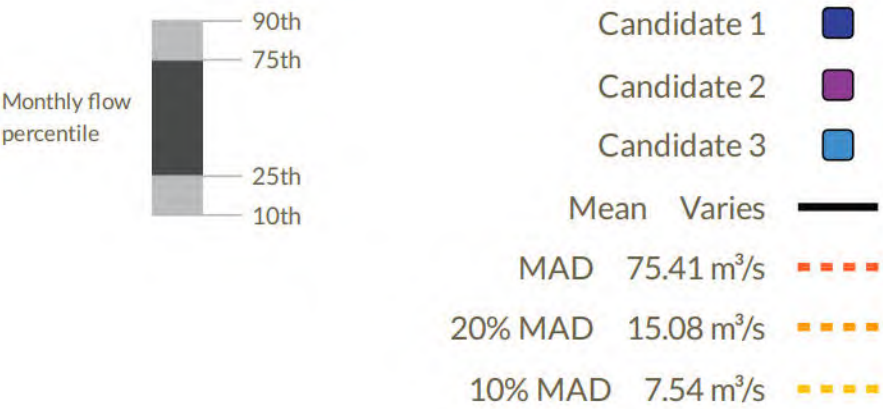 90th
75th
Monthly flow
percentile
25th
10th
Candidate 1
Candidate 2
Candidate 3
Mean Varies
MAD 75.41 m³/s
20% MAD 15.08 m³/s
10% MAD 7.54 m³/s